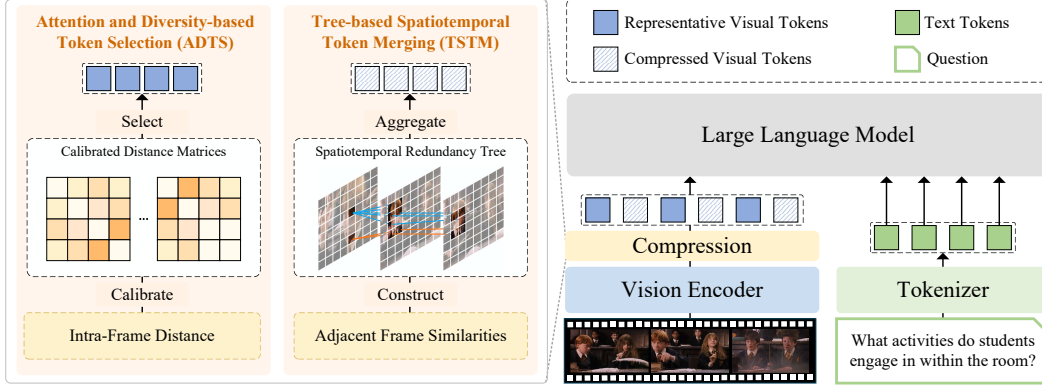 Attention and Diversity-based
Token Selection (ADTS)
Select
Calibrated Distance Matrices
...
Calibrate
Intra-Frame Distance
Tree-based Spatiotemporal
Token Merging (TSTM)
Aggregate
Spatiotemporal Redundancy Tree
Construct
Adjacent Frame Similarities
Representative Visual Tokens
Text Tokens
Compressed Visual Tokens
Question
Large Language Model
Compression
Vision Encoder
Tokenizer
What activities do students
engage in within the room?